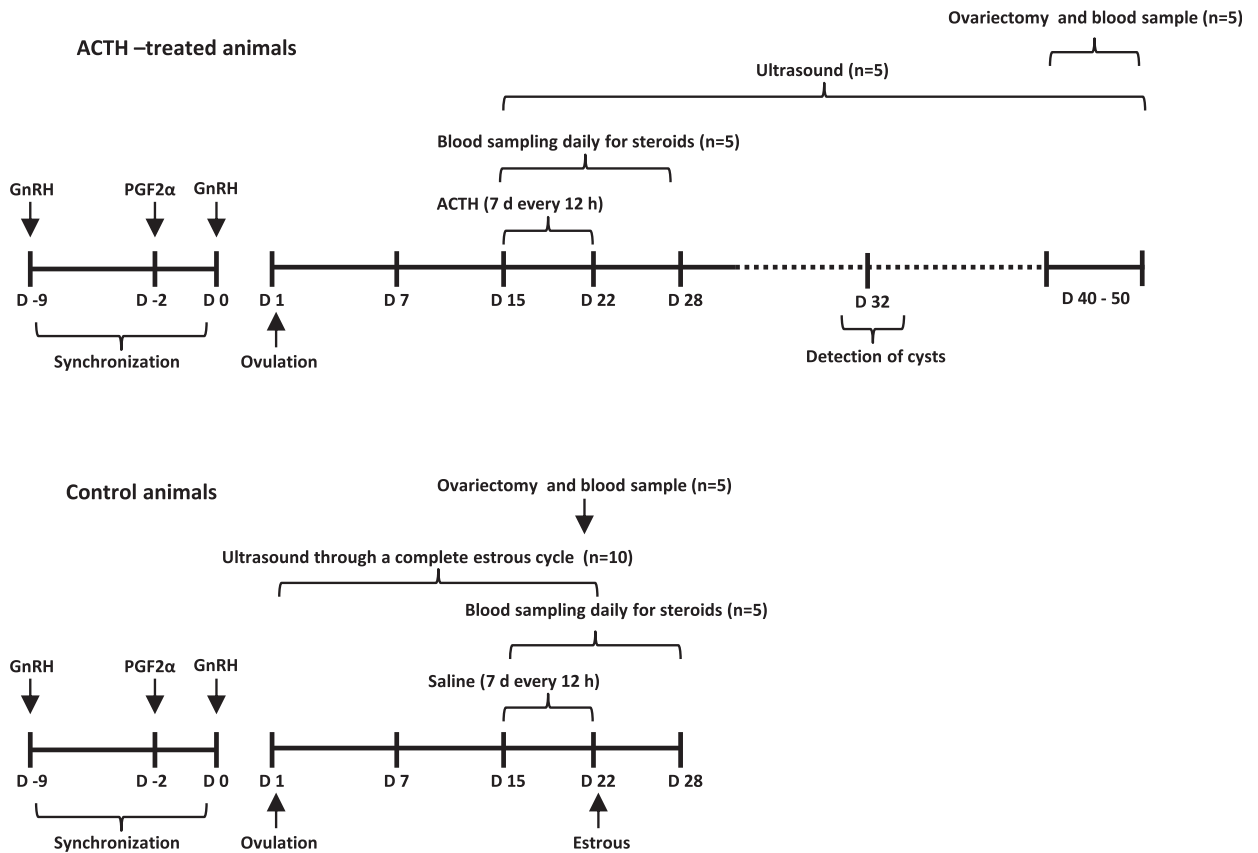 Ovariectomy and blood sample (n=5)
ACTH –treated animals
Ultrasound (n=5)
Blood sampling daily for steroids (n=5)
GnRH PGF2α GnRH
ACTH (7 d every 12 h)
D -9 D -2 D 0 D 1 D 7 D 15 D 22 D 28 D 32 D 40 - 50
Synchronization Ovulation Detection of cysts
Control animals
Ovariectomy and blood sample (n=5)
Ultrasound through a complete estrous cycle (n=10)
Blood sampling daily for steroids (n=5)
GnRH PGF2α GnRH
Saline (7 d every 12 h)
D -9 D -2 D 0 D 1 D 7 D 15 D 22 D 28
Synchronization Ovulation Estrous